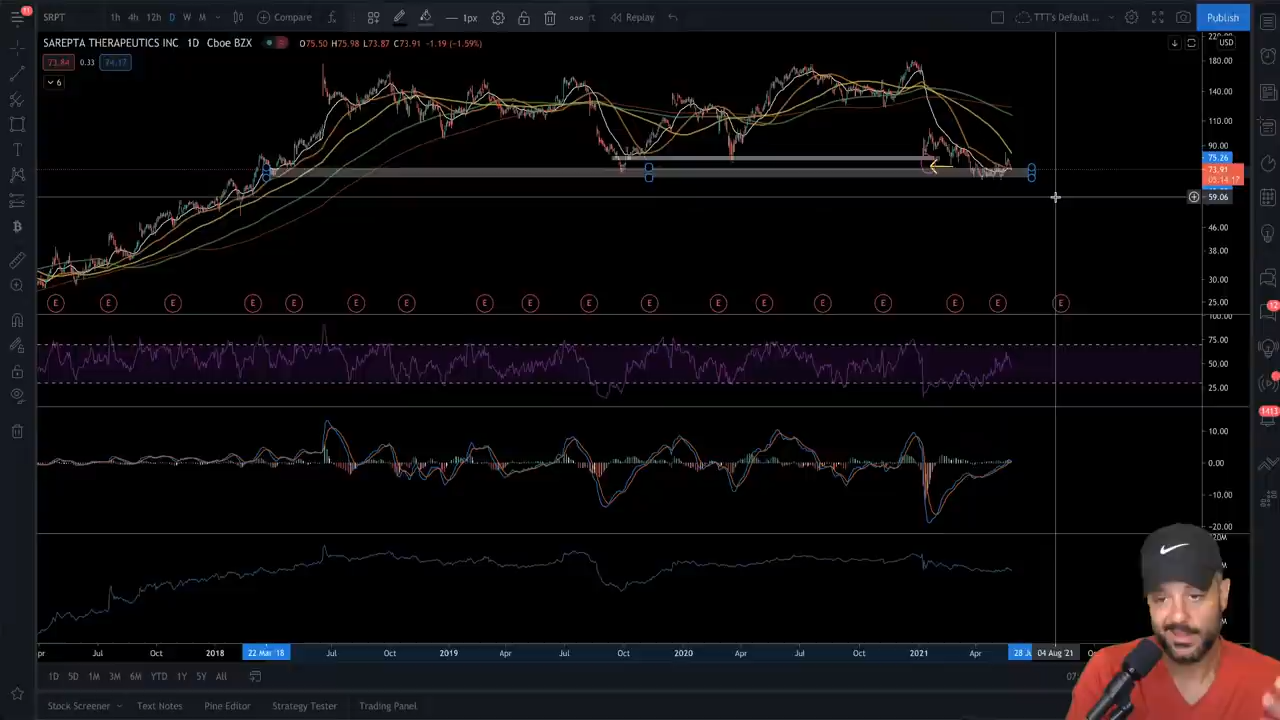 11
SRPT
1h 4h 12h D W M
Compare
1px
Replay
TTT's Default ...
Publish
SAREPTA THERAPEUTICS INC 1D Cboe BZX
O75.50 H75.98 L73.87 C73.91 -1.19 (-1.59%)
73.84 0.33 74.17
6
USD
180.00
140.00
110.00
90.00
75.26
73.91
03:14:17
59.06
46.00
38.00
30.00
25.00
E E E E E E E E E E E E E E E E E E
100.00
75.00
50.00
25.00
10.00
0.00
-10.00
-20.00
Jul Oct 2018 22 Mar '18 Jul Oct 2019 Apr Jul Oct 2020 Apr Jul Oct 2021 Apr 04 Aug '21
1D 5D 1M 3M 6M YTD 1Y 5Y All
Stock Screener Text Notes Pine Editor Strategy Tester Trading Panel